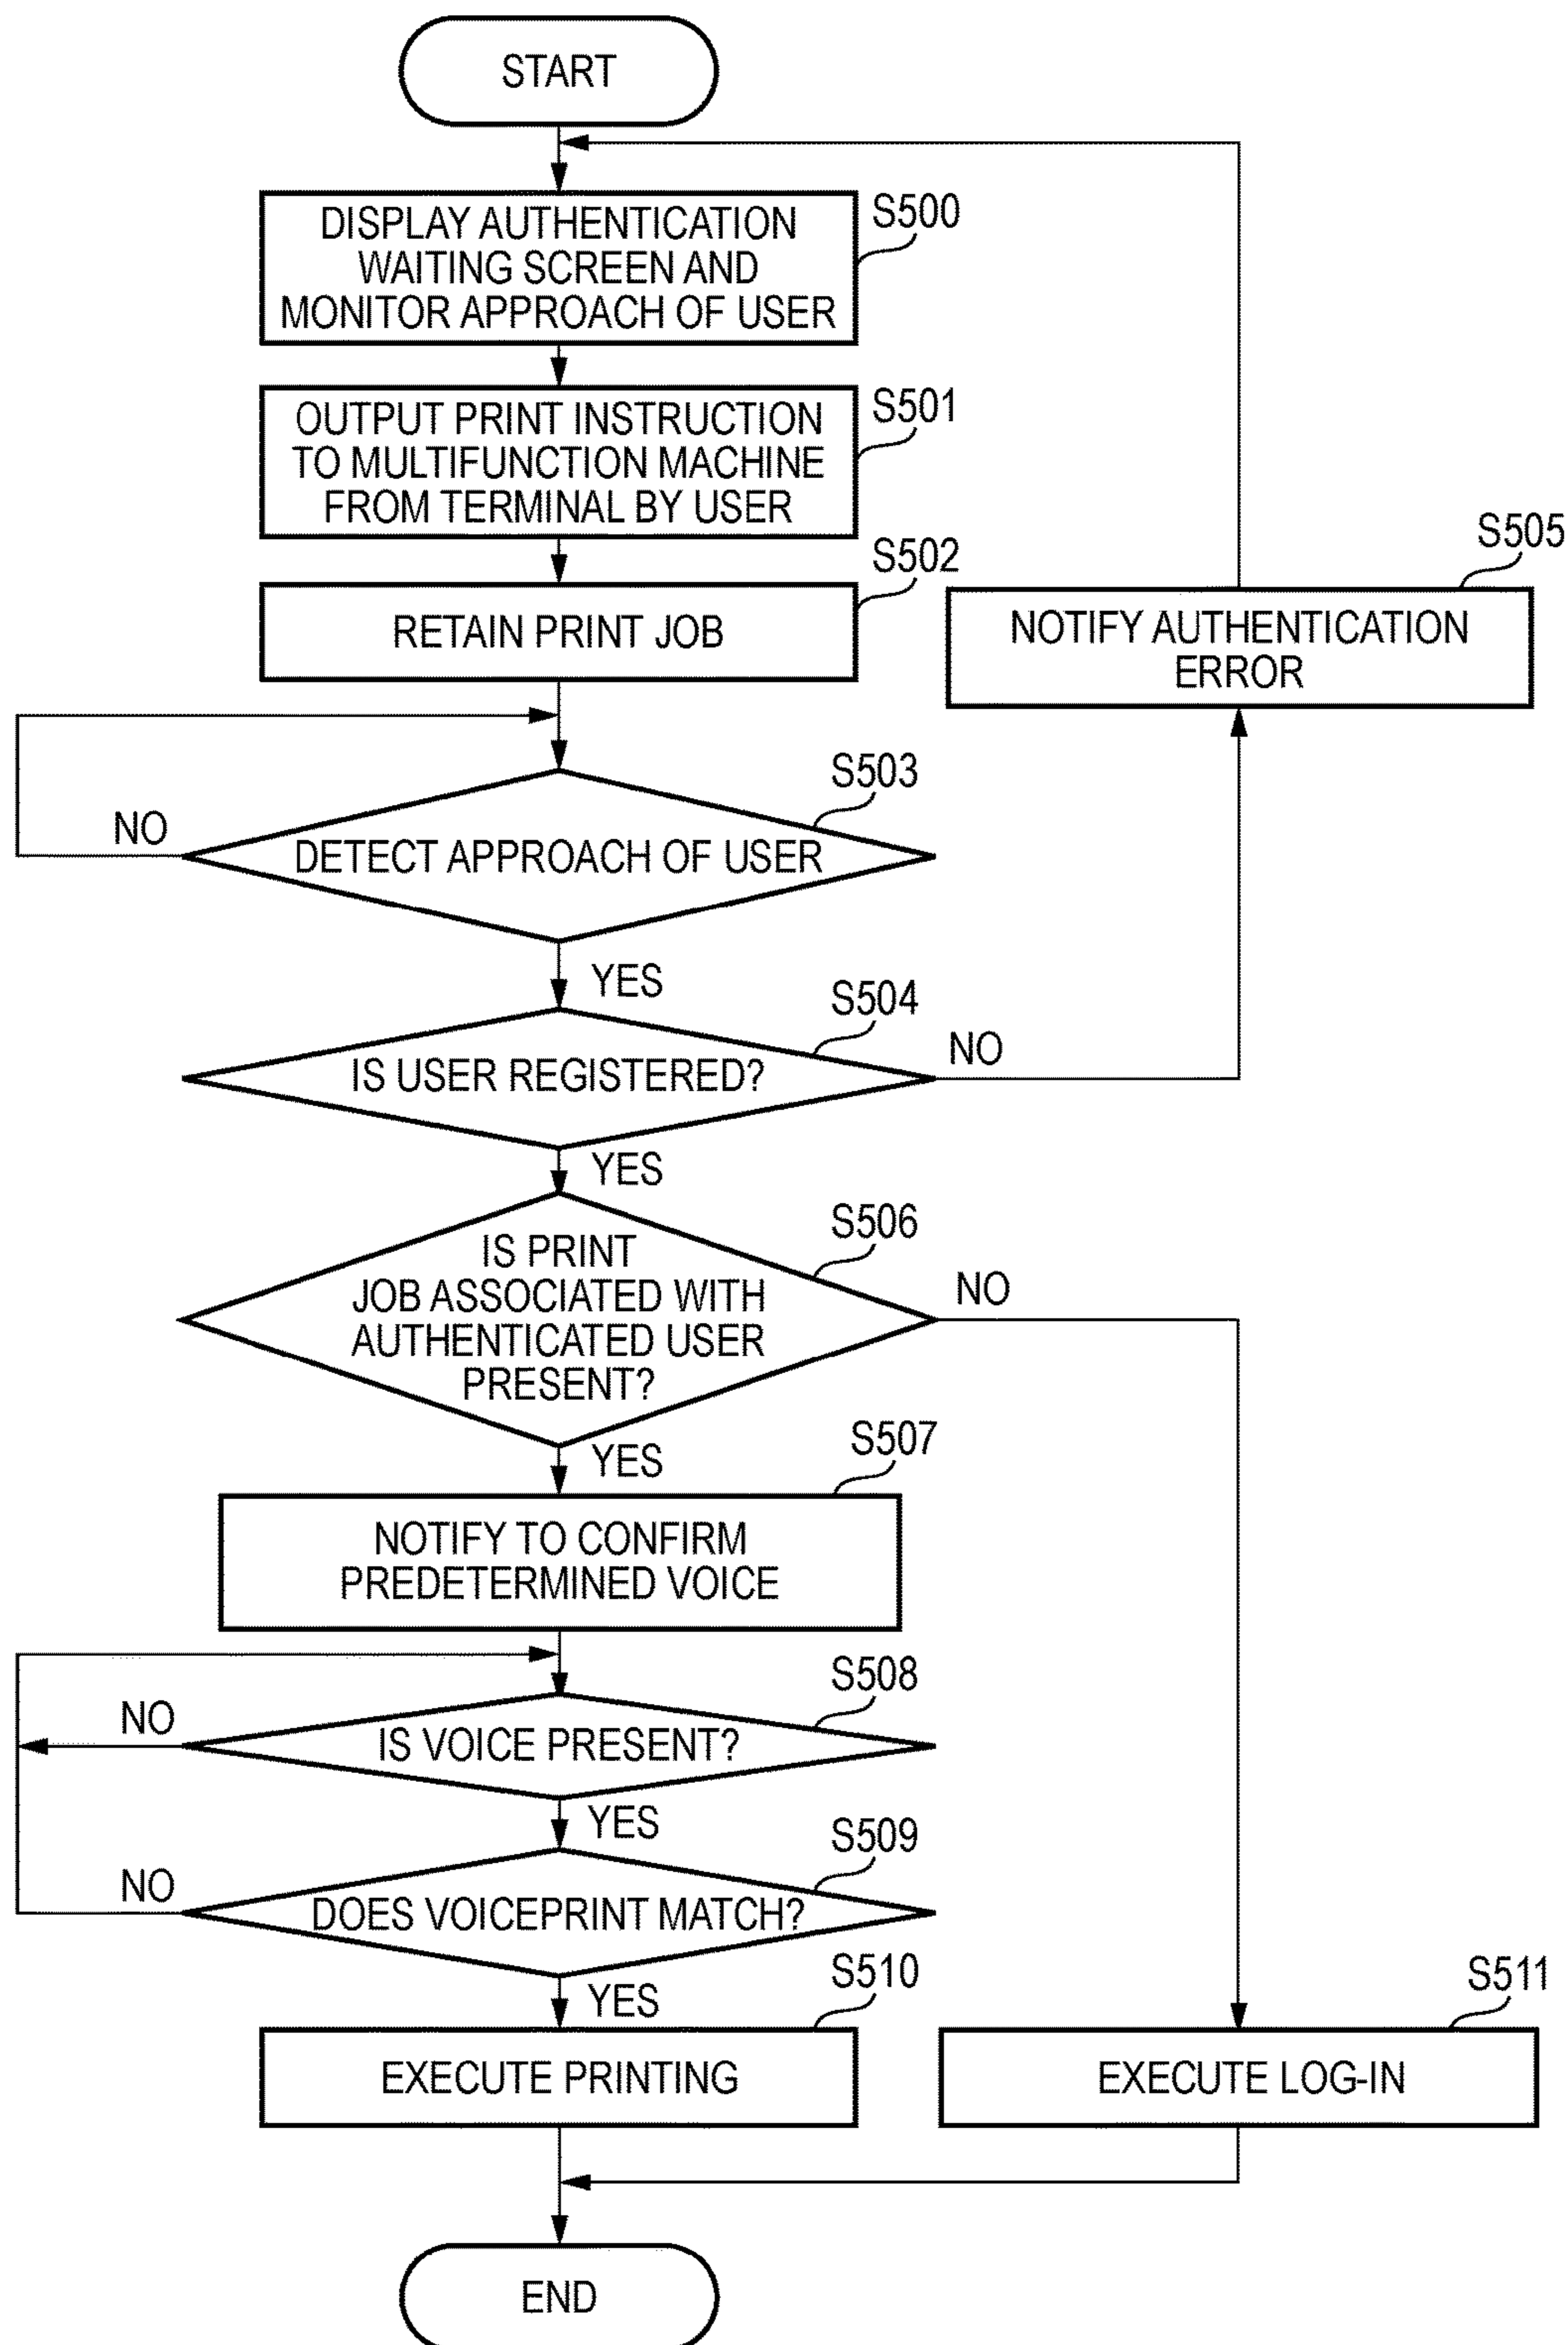 START
DISPLAY AUTHENTICATION
WAITING SCREEN AND
MONITOR APPROACH OF USER
S500
OUTPUT PRINT INSTRUCTION
TO MULTIFUNCTION MACHINE
FROM TERMINAL BY USER
S501
RETAIN PRINT JOB
S502
NOTIFY AUTHENTICATION
ERROR
S505
DETECT APPROACH OF USER
S503
NO
YES
IS USER REGISTERED?
S504
NO
YES
IS PRINT
JOB ASSOCIATED WITH
AUTHENTICATED USER
PRESENT?
S506
NO
YES
NOTIFY TO CONFIRM
PREDETERMINED VOICE
S507
IS VOICE PRESENT?
S508
NO
YES
DOES VOICEPRINT MATCH?
S509
NO
YES
EXECUTE PRINTING
S510
EXECUTE LOG-IN
S511
END